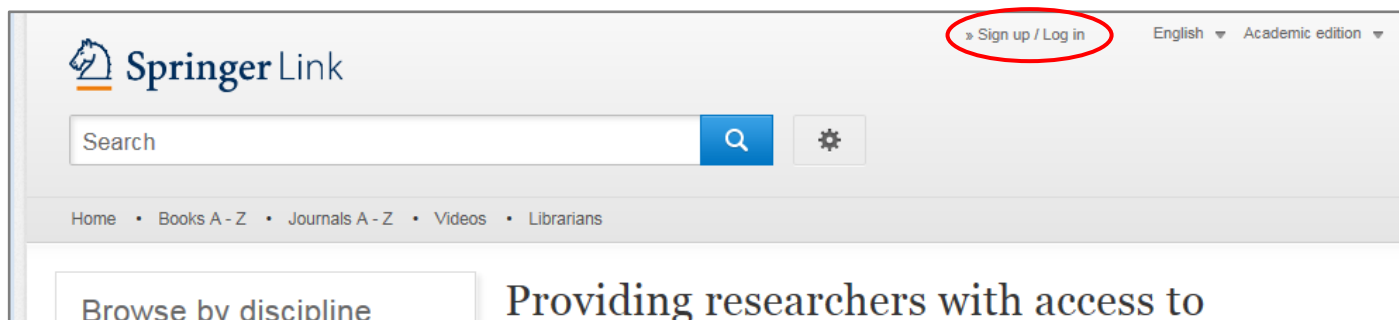 » Sign up / Log in English Academic edition
Springer Link
Search
Home • Books A - Z • Journals A - Z • Videos • Librarians
Browse by discipline
Providing researchers with access to